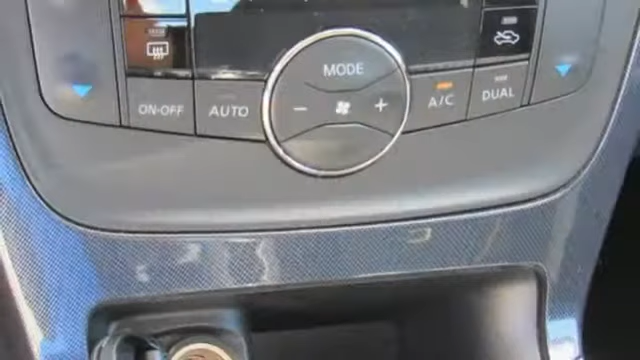 MODE
ON·OFF AUTO − + A/C DUAL